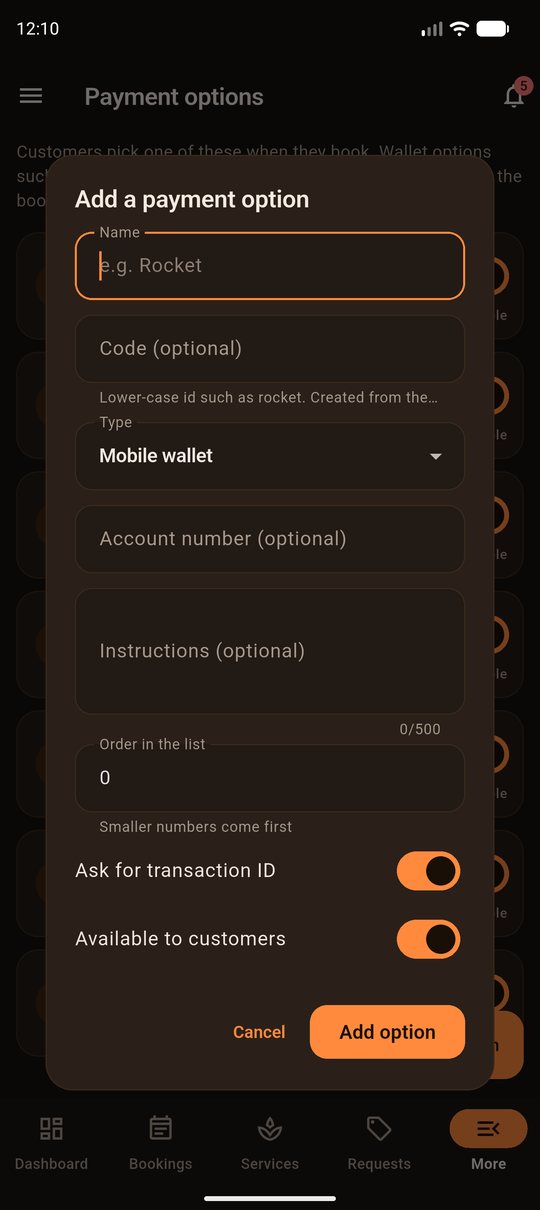 12:10
Payment options
5
Customers pick one of these when they book. Wallet options
the
Add a payment option
Name
e.g. Rocket
Code (optional)
Lower-case id such as rocket. Created from the…
Type
Mobile wallet
Account number (optional)
Instructions (optional)
0/500
Order in the list
0
Smaller numbers come first
Ask for transaction ID
Available to customers
Cancel
Add option
Dashboard
Bookings
Services
Requests
More